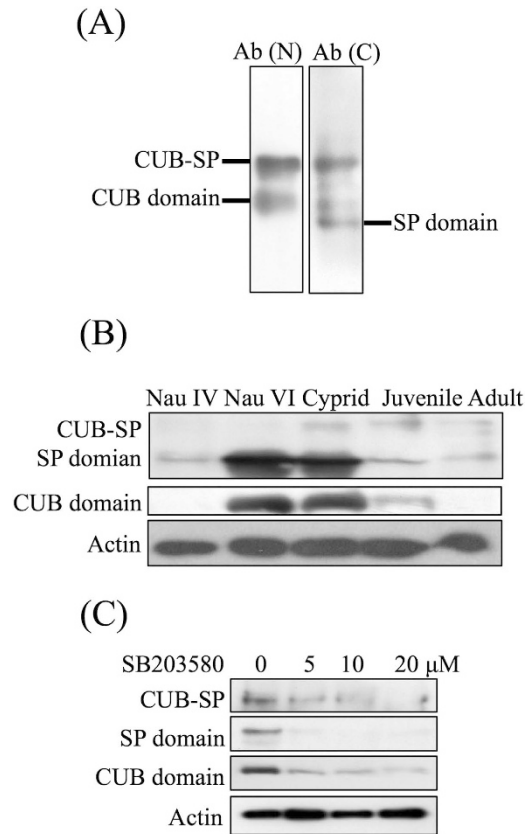 (A)
Ab (N) Ab (C)
CUB-SP
CUB domain
SP domain
(B)
Nau IV Nau VI Cyprid Juvenile Adult
CUB-SP
SP domian
CUB domain
Actin
(C)
SB203580 0 5 10 20 μM
CUB-SP
SP domain
CUB domain
Actin